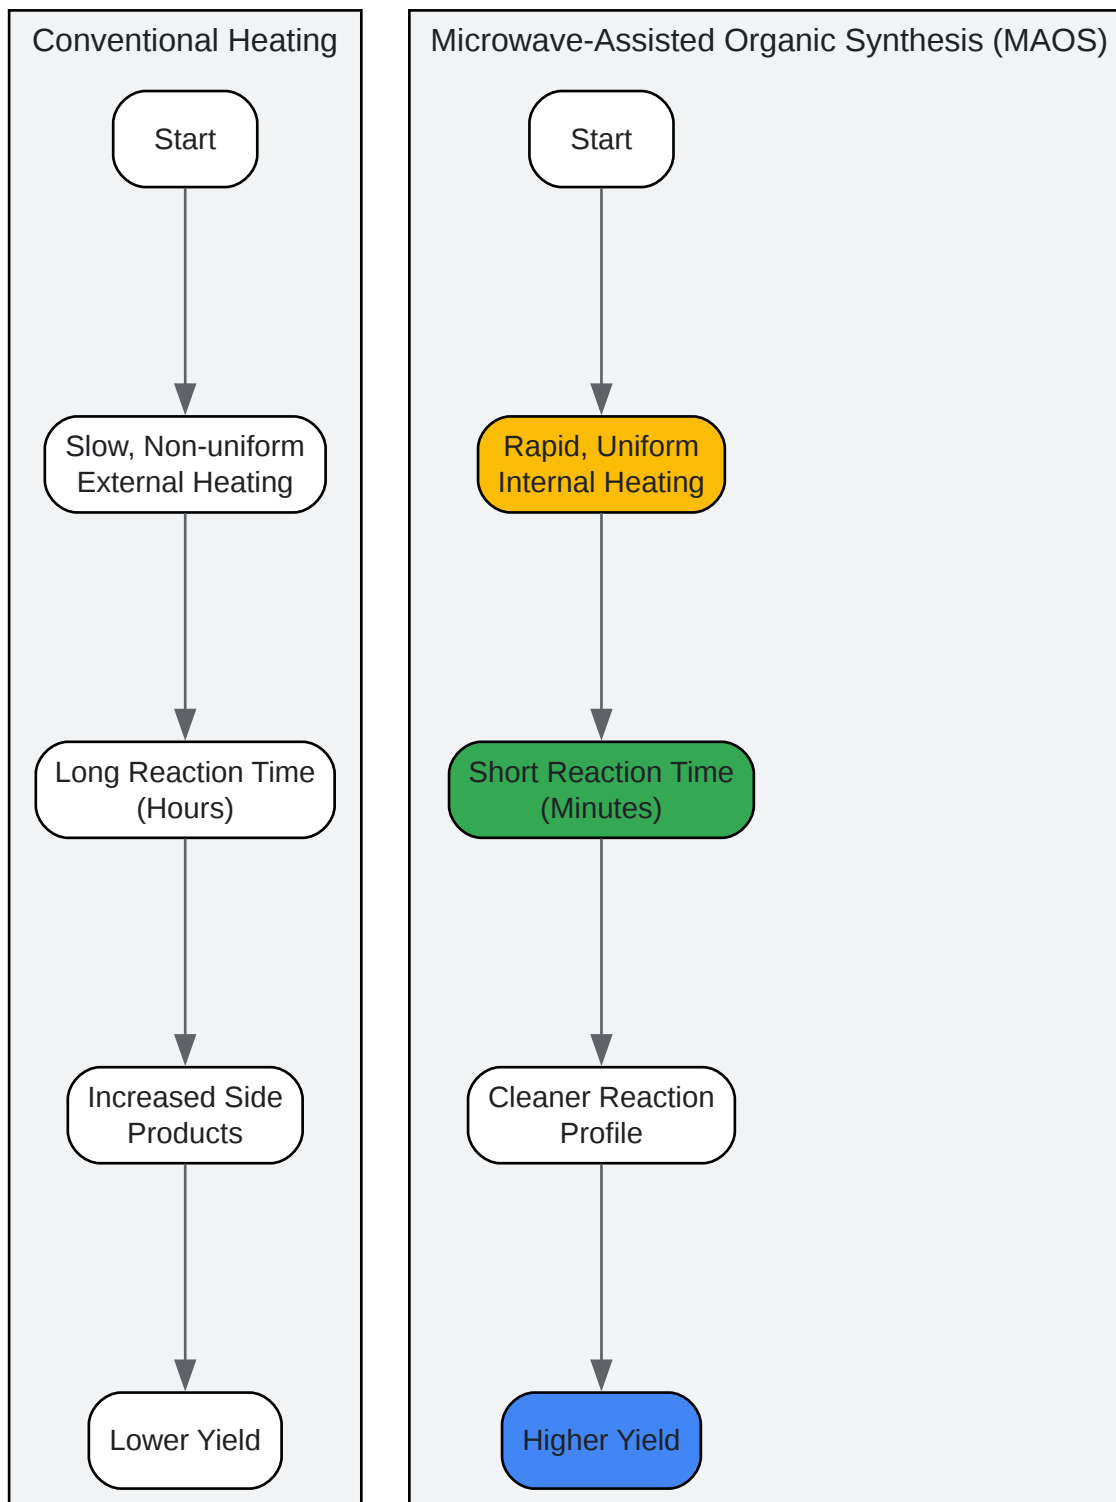 Conventional Heating
Start
Slow, Non-uniform
External Heating
Long Reaction Time
(Hours)
Increased Side
Products
Lower Yield
Microwave-Assisted Organic Synthesis (MAOS)
Start
Rapid, Uniform
Internal Heating
Short Reaction Time
(Minutes)
Cleaner Reaction
Profile
Higher Yield